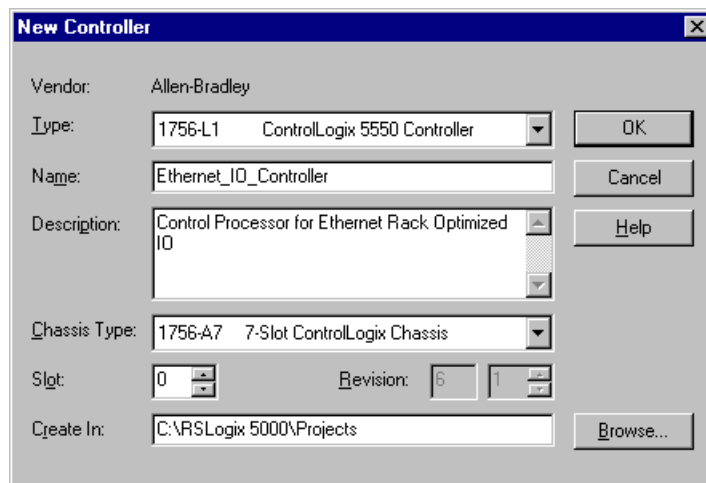 New Controller
Vendor: Allen-Bradley
Type: 1756-L1 ControlLogix 5550 Controller OK
Name: Ethernet_IO_Controller Cancel
Description: Control Processor for Ethernet Rack Optimized Help
IO
Chassis Type: 1756-A7 7-Slot ControlLogix Chassis
Slot: 0 Revision: 6 1
Create In: C:\RSLogix 5000\Projects Browse...